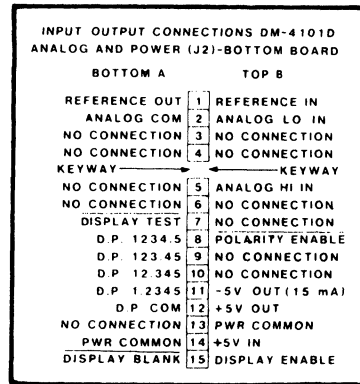 INPUT OUTPUT CONNECTIONS DM-4101D
ANALOG AND POWER (J2)-BOTTOM BOARD
BOTTOM A TOP B
REFERENCE OUT 1 REFERENCE IN
ANALOG COM 2 ANALOG LO IN
NO CONNECTION 3 NO CONNECTION
NO CONNECTION 4 NO CONNECTION
KEYWAY KEYWAY
NO CONNECTION 5 ANALOG HI IN
NO CONNECTION 6 NO CONNECTION
DISPLAY TEST 7 NO CONNECTION
D.P. 1234.5 8 POLARITY ENABLE
D.P. 123.45 9 NO CONNECTION
D.P 12.345 10 NO CONNECTION
D.P 1.2345 11 -5V OUT (15 mA)
D.P COM 12 +5V OUT
NO CONNECTION 13 PWR COMMON
PWR COMMON 14 +5V IN
DISPLAY BLANK 15 DISPLAY ENABLE